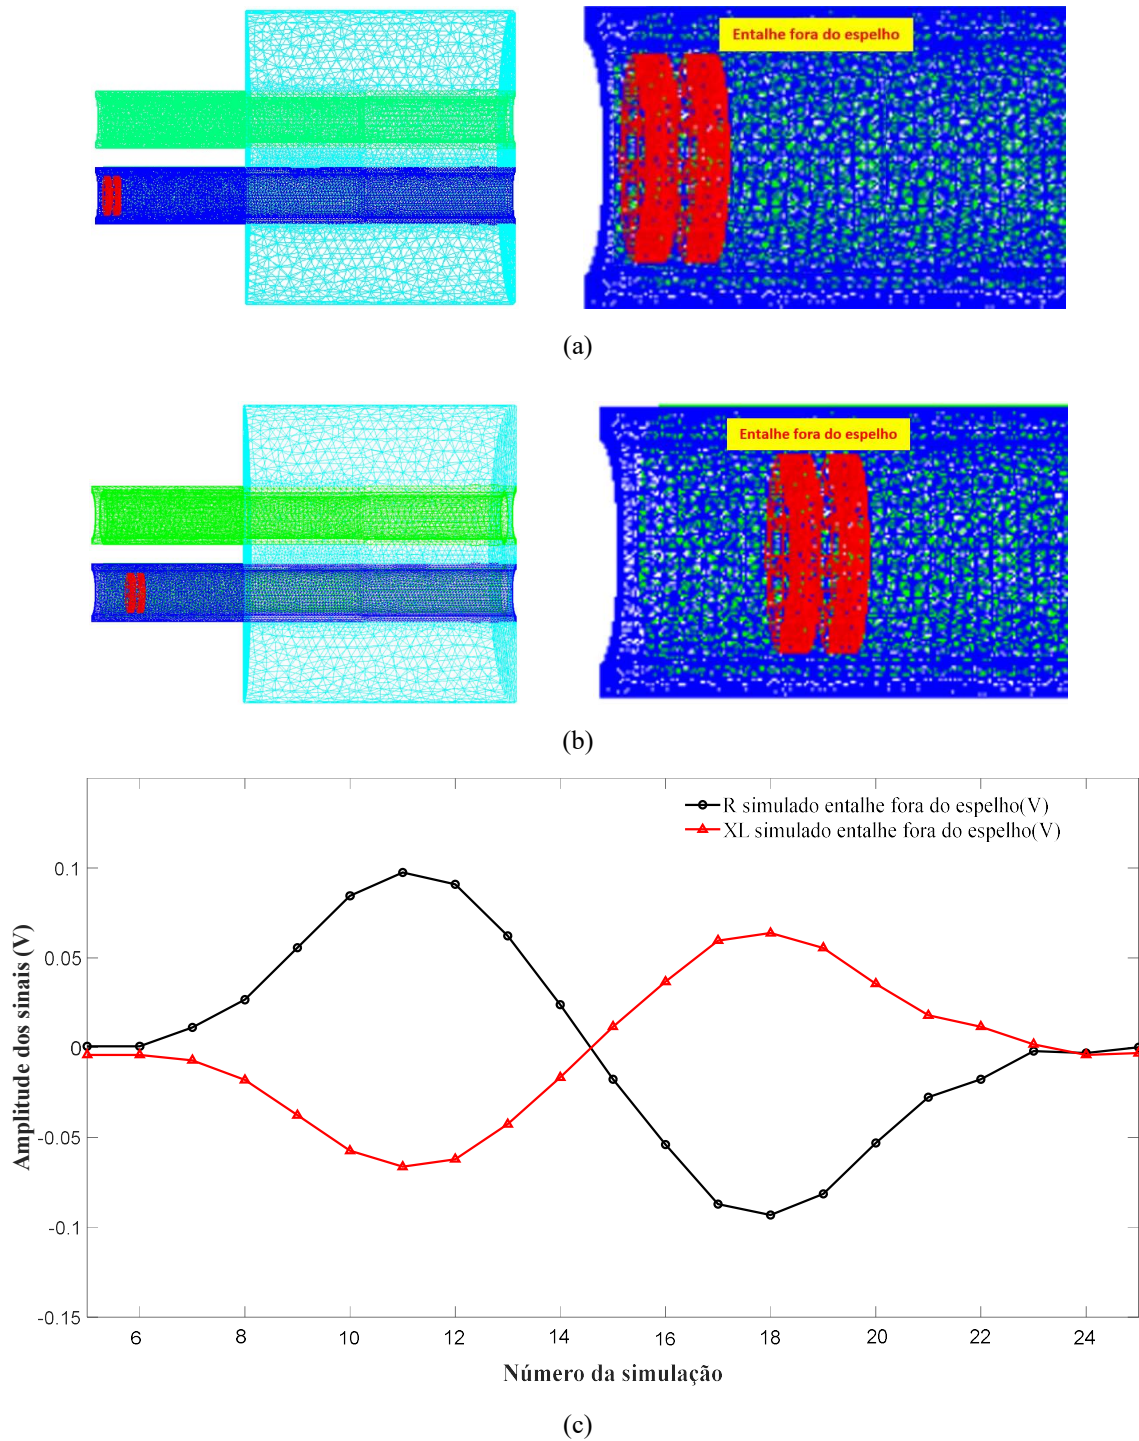 Entalhe fora do espelho
(a)
Entalhe fora do espelho
(b)
R simulado entalhe fora do espelho(V)
XL simulado entalhe fora do espelho(V)
Amplitude dos sinais (V)
0.1
0.05
0
-0.05
-0.1
-0.15
6 8 10 12 14 16 18 20 22 24
Número da simulação
(c)